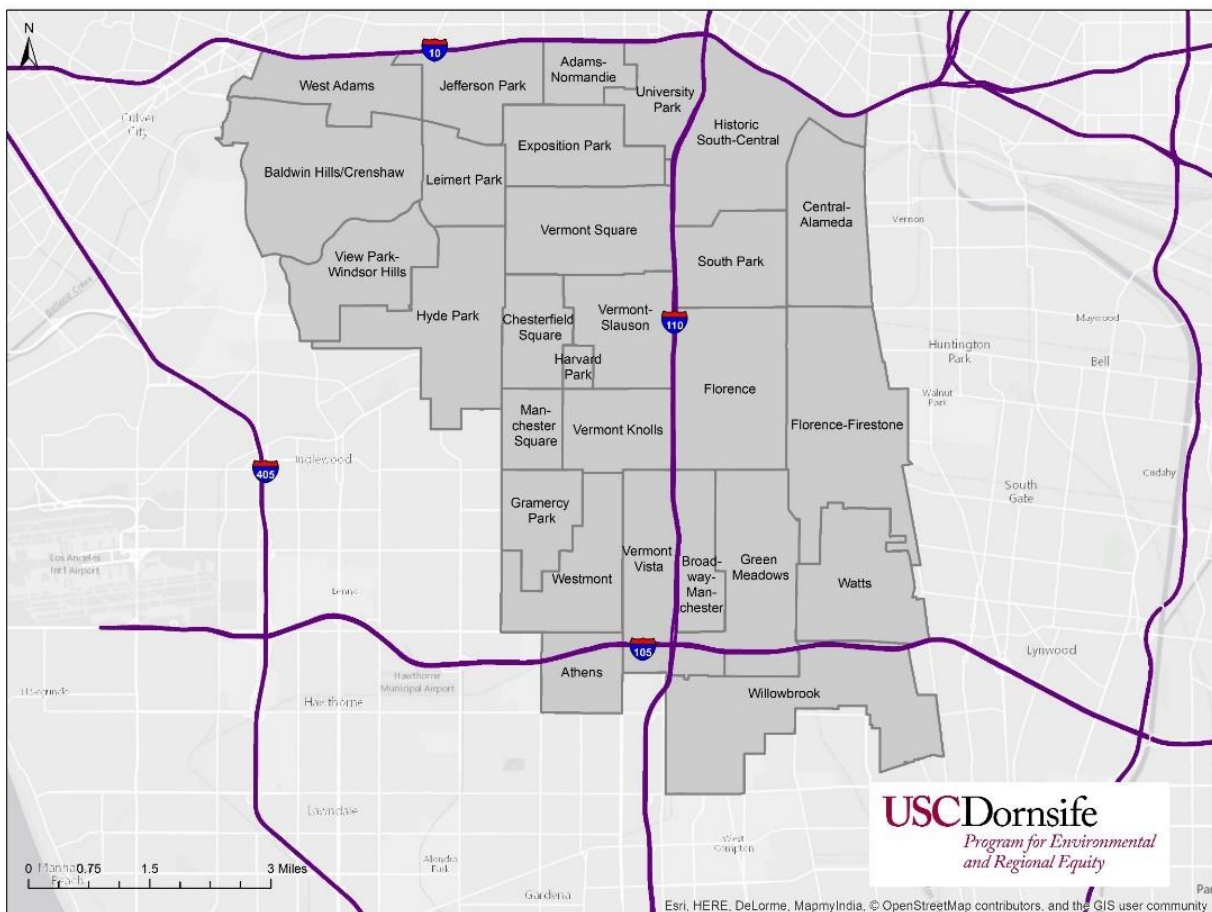 N
10
West Adams
Jefferson Park
Adams-
Normandie
University
Park
Culver
City
Historic
South-Central
Exposition Park
Baldwin Hills/Crenshaw
Leimert Park
Central-
Alameda
Vernon
Vermont Square
View Park-
Windsor Hills
South Park
Hyde Park
Chesterfield
Square
Vermont-
Slauson
110
Maywood
Huntington
Park
Bell
Harvard
Park
Florence
Walnut
Park
Man-
chester
Square
Vermont Knolls
Florence-Firestone
Inglewood
405
Cudahy
South
Gate
Gramercy
Park
Los Angeles
Int'l Airport
Vermont
Vista
Broad-
way-
Man-
chester
Green
Meadows
Westmont
Watts
105
Lynwood
Athens
Hawthorne
Municipal Airport
Hawthorne
Willowbrook
Lawndale
West
Compton
Alondra
Park
Gardena
0
0.75
1.5
3 Miles
USCDornsife
Program for Environmental
and Regional Equity
Esri, HERE, DeLorme, MapmyIndia, © OpenStreetMap contributors, and the GIS user community